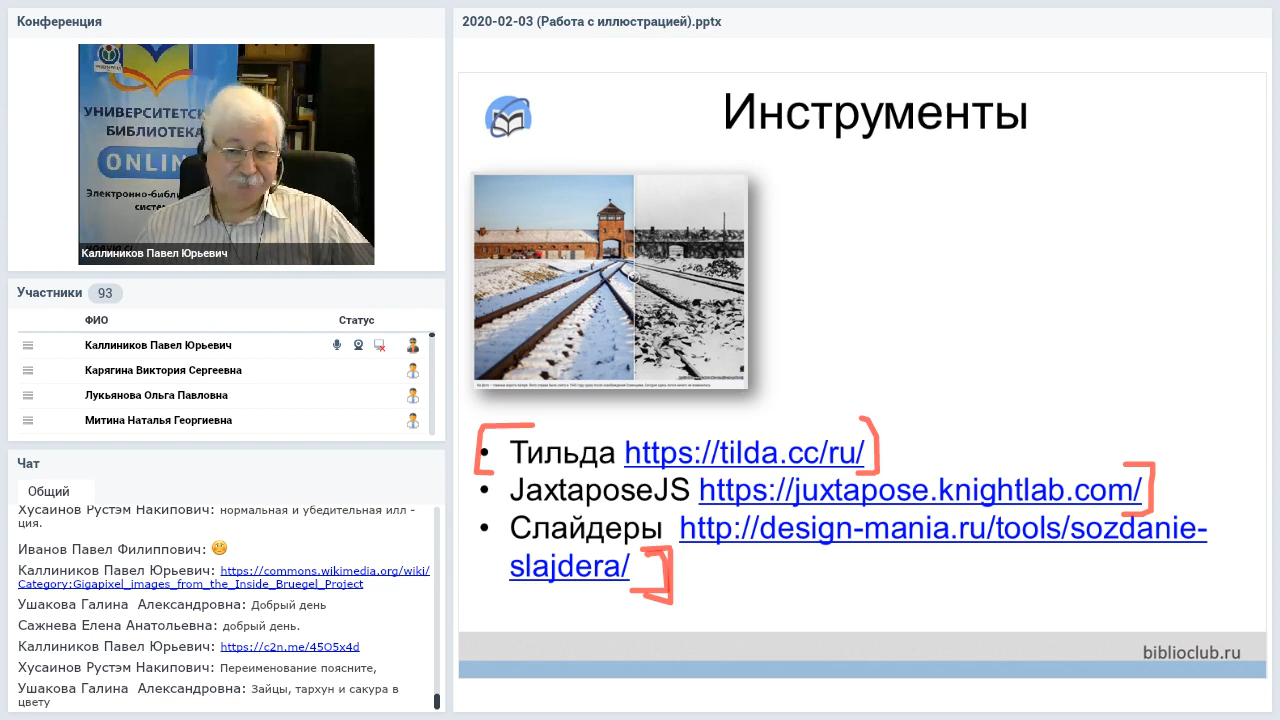 Конференция
УНИВЕРСИТЕТСК
БИБЛИОТЕКА
ONLIN
Каллиников Павел Юрьевич
Участники 93
ФИО Статус
Каллиников Павел Юрьевич
Карягина Виктория Сергеевна
Лукьянова Ольга Павловна
Митина Наталья Георгиевна
Чат
Общий
Хусаинов Рустэм Накипович: нормальная и убедительная илл -
ция.
Иванов Павел Филиппович:
Каллиников Павел Юрьевич: https://commons.wikimedia.org/wiki/
Category:Gigapixel_images_from_the_Inside_Bruegel_Project
Ушакова Галина Александровна: Добрый день
Сажнева Елена Анатольевна: добрый день.
Каллиников Павел Юрьевич: https://c2n.me/45O5x4d
Хусаинов Рустэм Накипович: Переименование поясните,
Ушакова Галина Александровна: Зайцы, тархун и сакура в
цвету
2020-02-03 (Работа с иллюстрацией).pptx
Инструменты
• Тильда https://tilda.cc/ru/
• JaxtaposeJS https://juxtapose.knightlab.com/
• Слайдеры http://design-mania.ru/tools/sozdanie-
slajdera/
biblioclub.ru